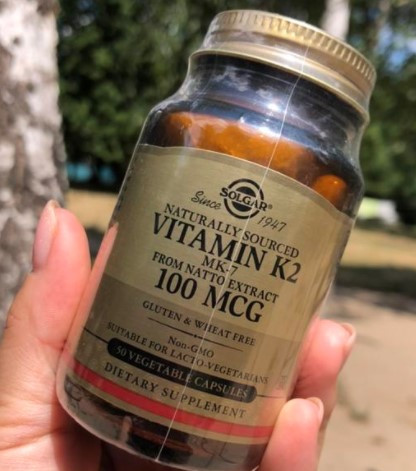 SOLGAR®
Since 1947
NATURALLY SOURCED
VITAMIN K2
MK-7
FROM NATTO EXTRACT
100 MCG
GLUTEN & WHEAT FREE
Non-GMO
SUITABLE FOR LACTO-VEGETARIANS
50 VEGETABLE CAPSULES
DIETARY SUPPLEMENT